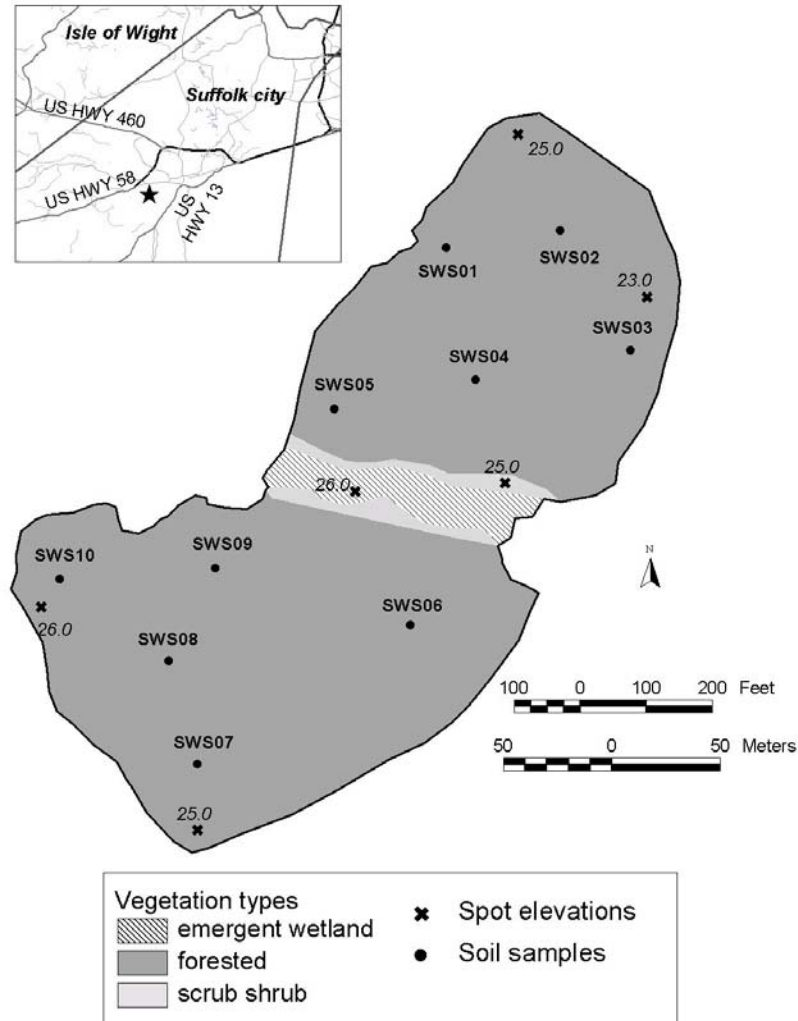 Isle of Wight
Suffolk city
US HWY 460
US HWY 58
US
HWY 13
25.0
SWS01
SWS02
23.0
SWS03
SWS04
SWS05
25.0
26.0
N
SWS09
SWS10
SWS06
26.0
SWS08
SWS07
25.0
100 0 100 200 Feet
50 0 50 Meters
Vegetation types
emergent wetland
forested
scrub shrub
Spot elevations
Soil samples